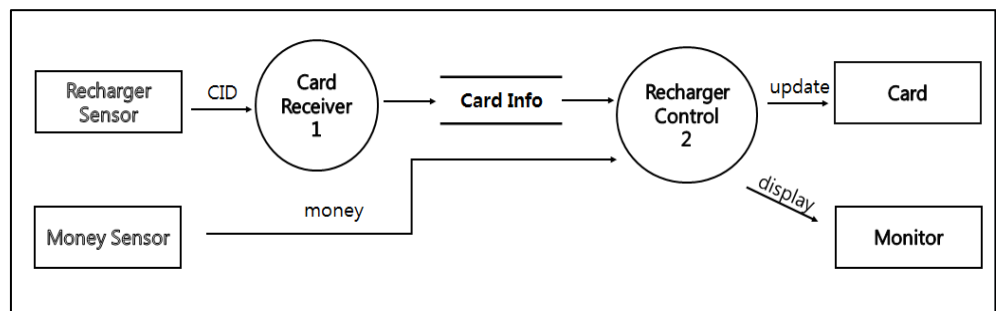 Recharger
Sensor
CID
Card
Receiver
1
Card Info
Recharger
Control
2
update
Card
Money Sensor
money
display
Monitor